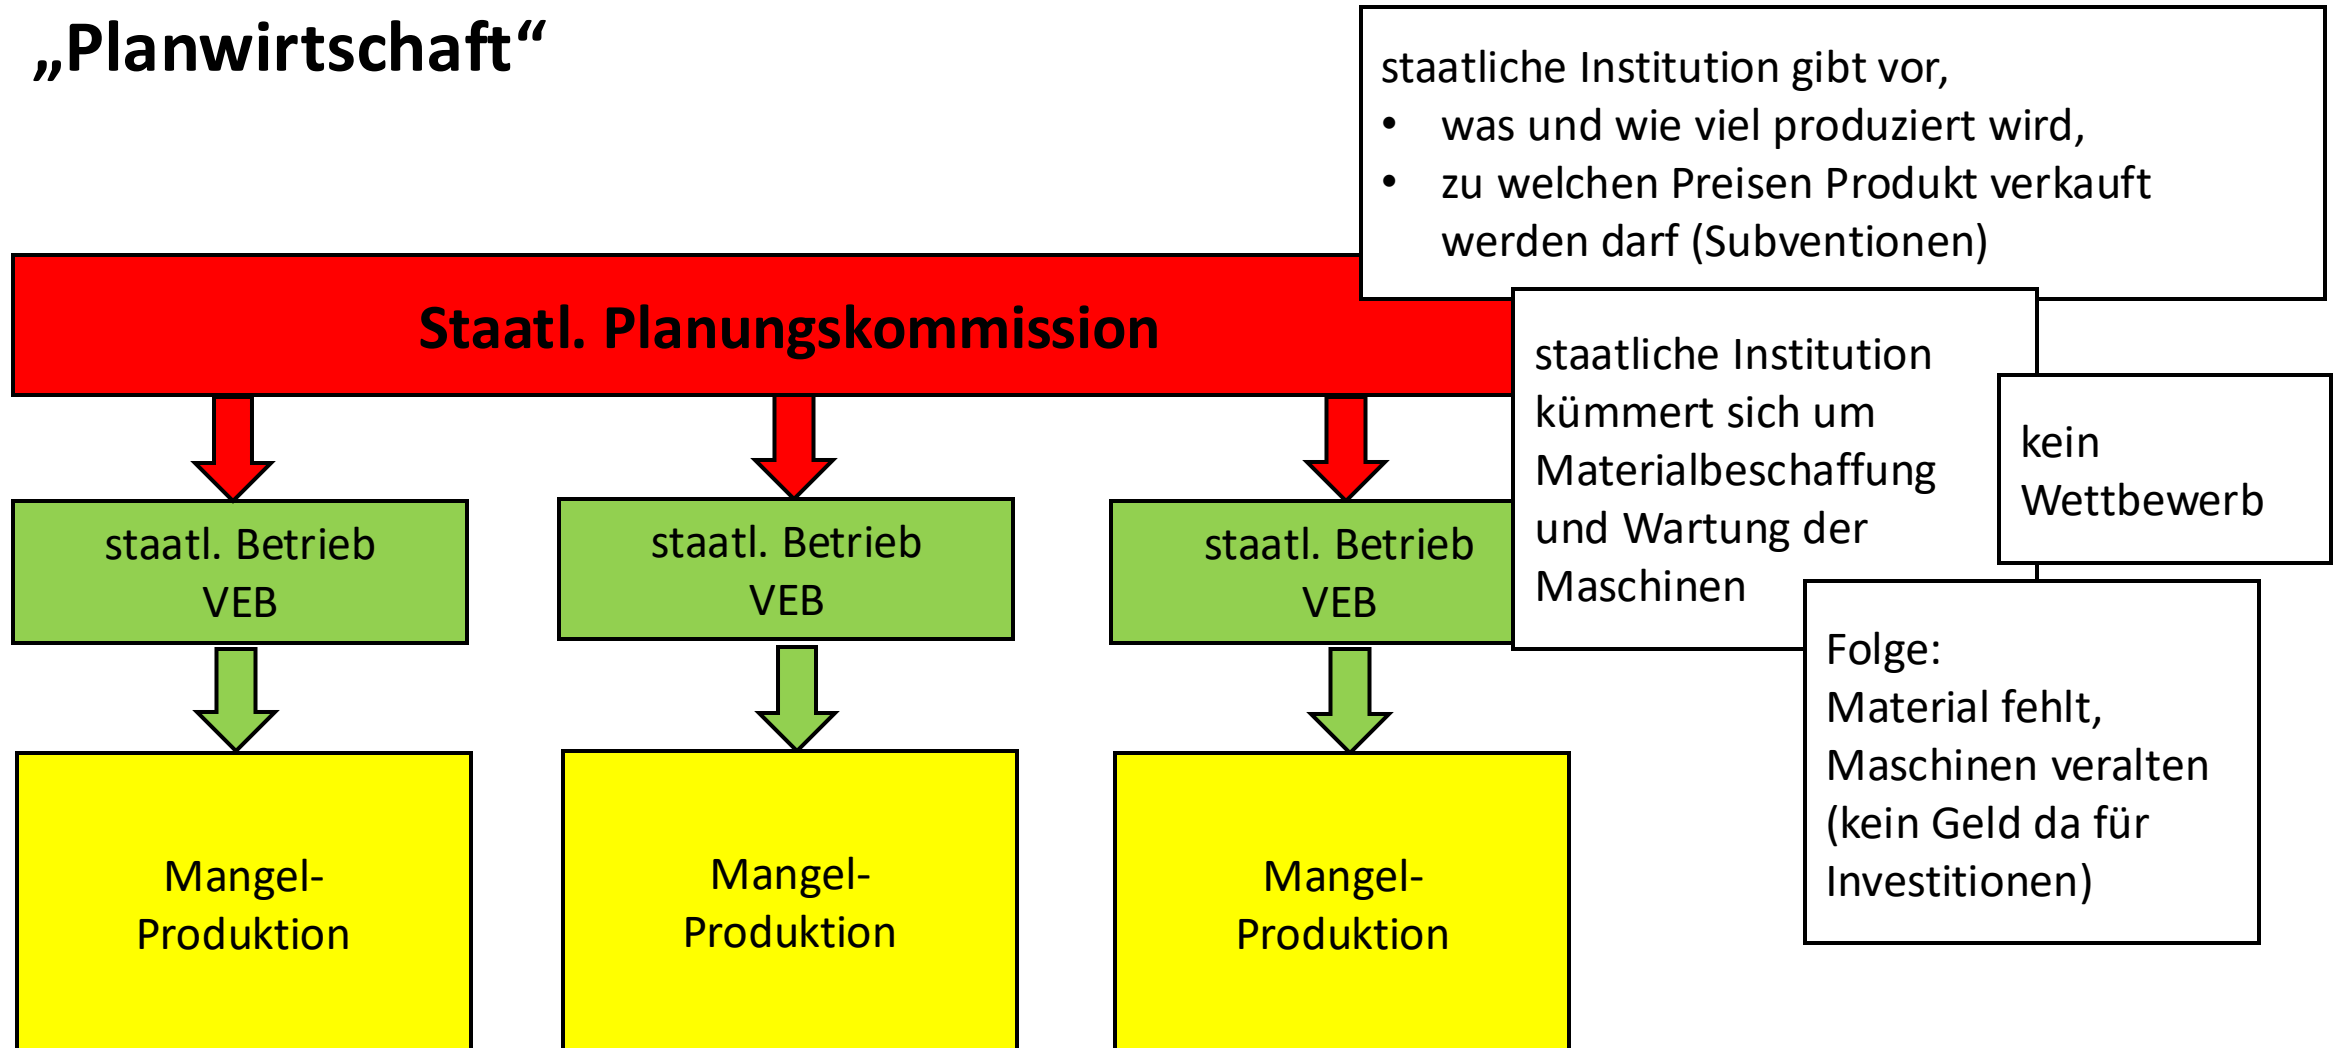 „Planwirtschaft“
staatliche Institution gibt vor,
• was und wie viel produziert wird,
• zu welchen Preisen Produkt verkauft
werden darf (Subventionen)
Staatl. Planungskommission
staatliche Institution
kümmert sich um
Materialbeschaffung
und Wartung der
Maschinen
kein
Wettbewerb
staatl. Betrieb
VEB
staatl. Betrieb
VEB
staatl. Betrieb
VEB
Folge:
Material fehlt,
Maschinen veralten
(kein Geld da für
Investitionen)
Mangel-
Produktion
Mangel-
Produktion
Mangel-
Produktion